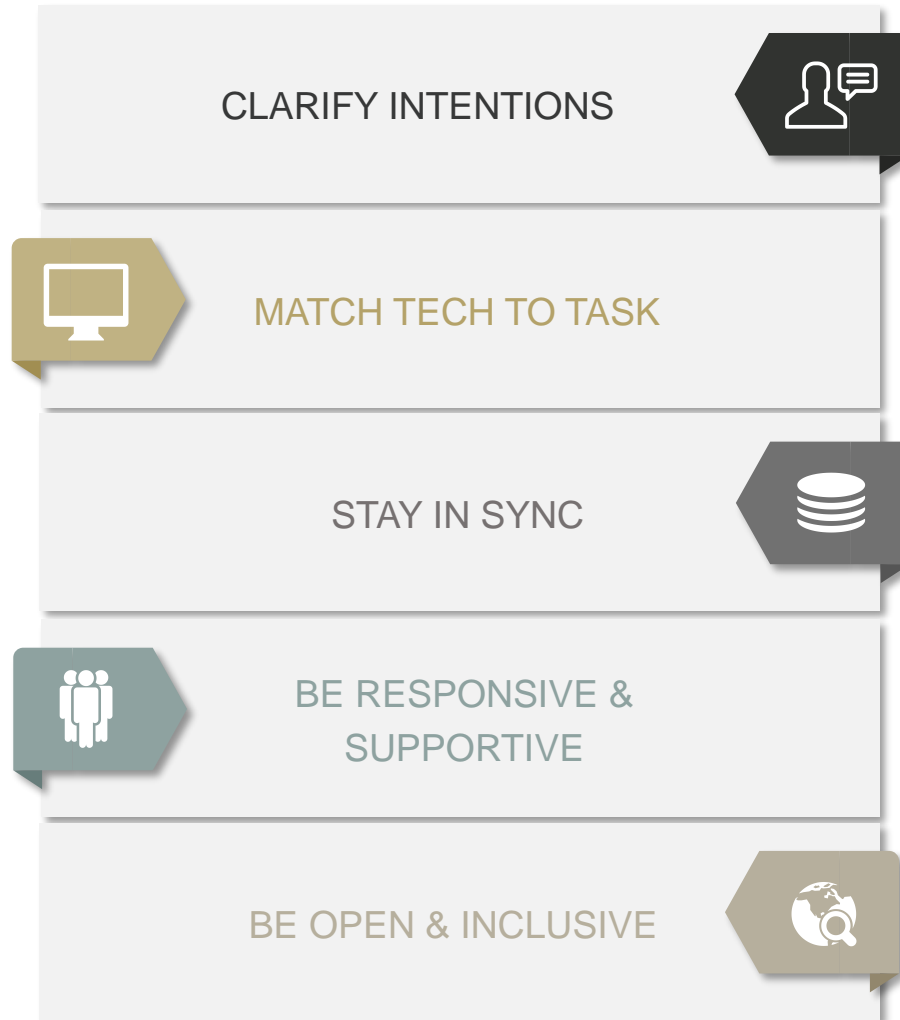 CLARIFY INTENTIONS
MATCH TECH TO TASK
STAY IN SYNC
BE RESPONSIVE &
SUPPORTIVE
BE OPEN & INCLUSIVE